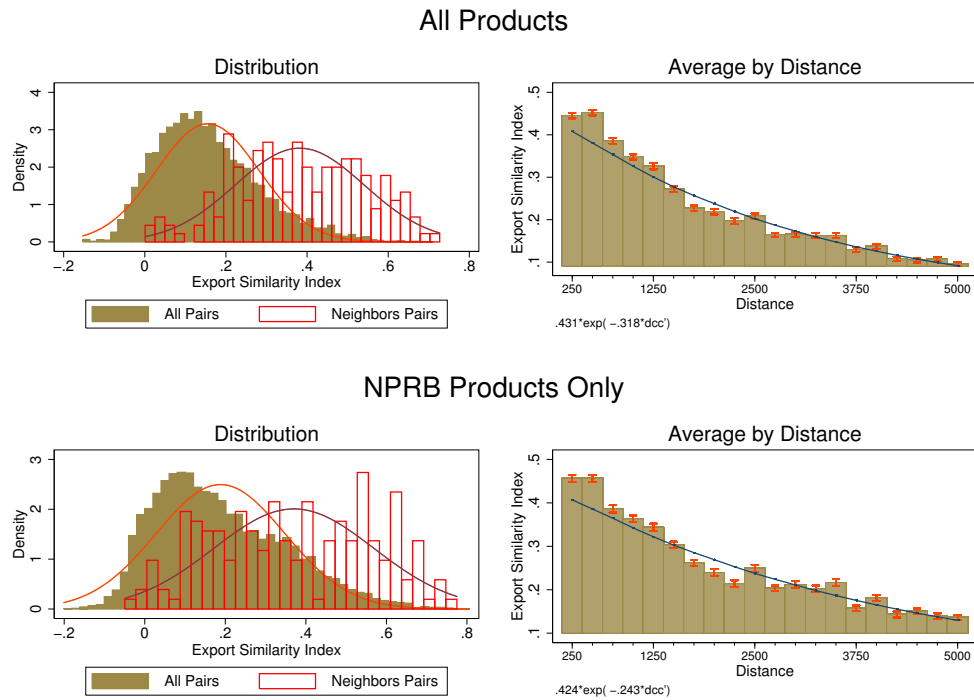 All Products
Distribution
Density
0 1 2 3 4
−.2 0 .2 .4 .6 .8
Export Similarity Index
All Pairs Neighbors Pairs
Average by Distance
Export Similarity Index
.1 .2 .3 .4 .5
250 1250 2500 3750 5000
Distance
.431*exp( −.318*dcc')
NPRB Products Only
Distribution
Density
0 1 2 3
−.2 0 .2 .4 .6 .8
Export Similarity Index
All Pairs Neighbors Pairs
Average by Distance
Export Similarity Index
.1 .2 .3 .4 .5
250 1250 2500 3750 5000
Distance
.424*exp( −.243*dcc')